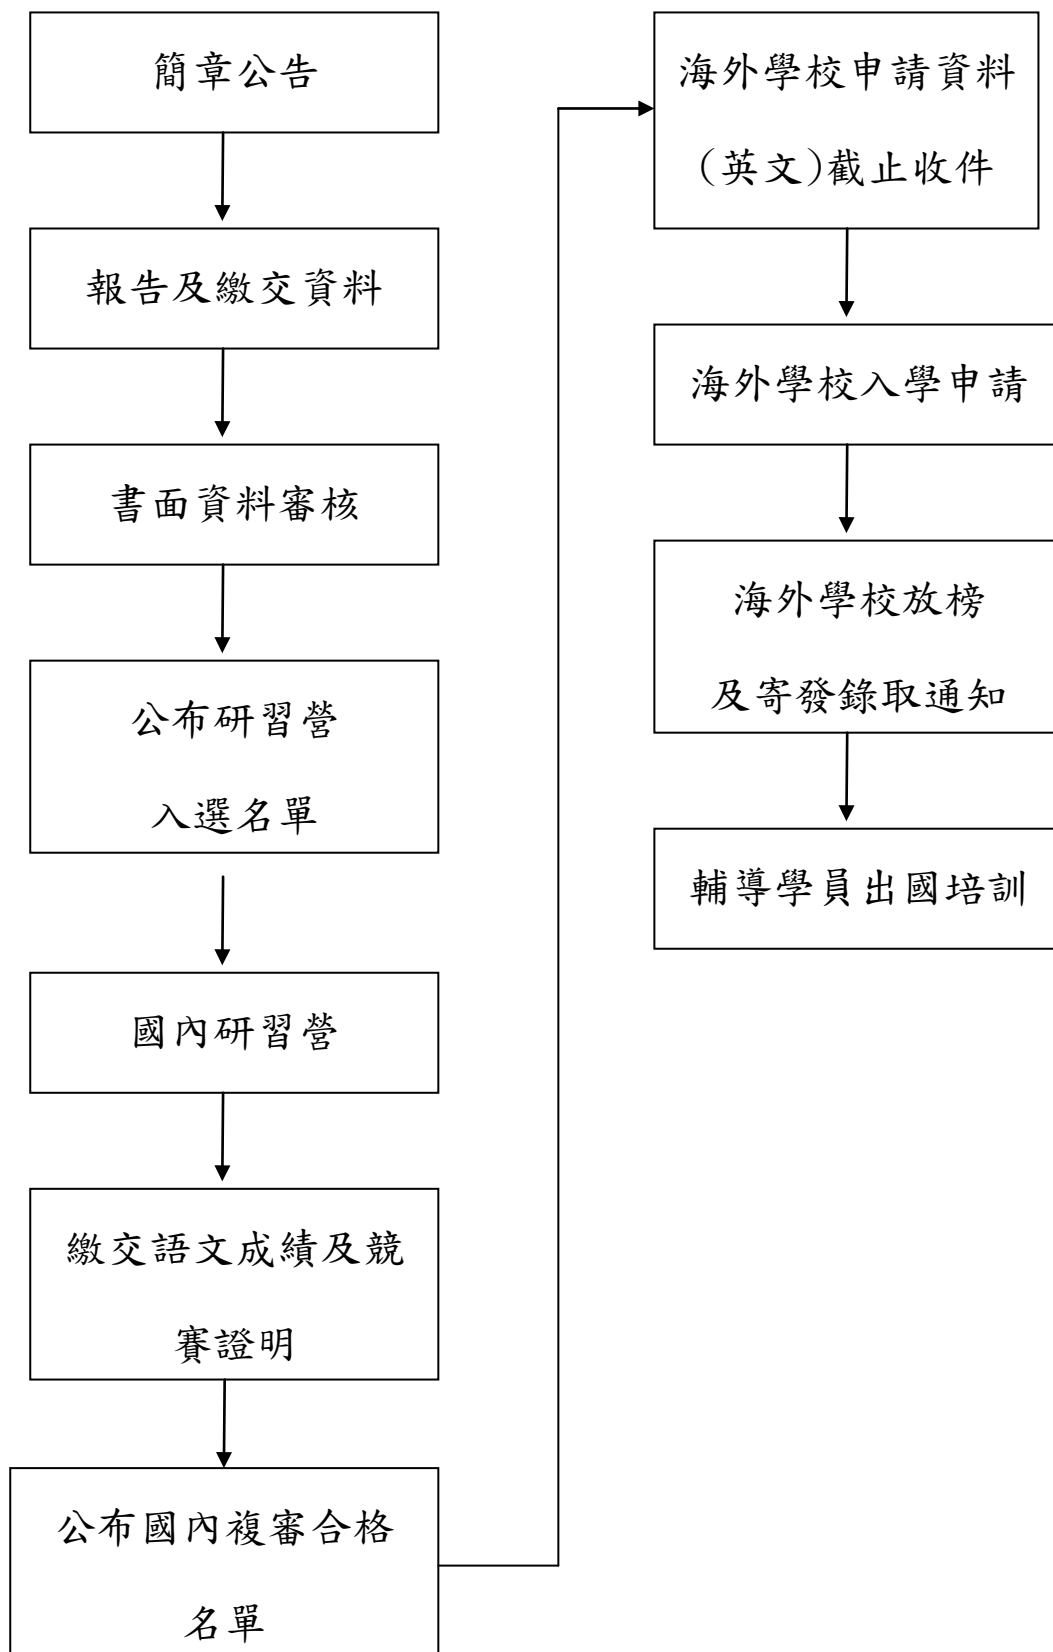 簡章公告
報告及繳交資料
書面資料審核
公布研習營
入選名單
國內研習營
繳交語文成績及競
賽證明
公布國內複審合格
名單
海外學校申請資料
(英文)截止收件
海外學校入學申請
海外學校放榜
及寄發錄取通知
輔導學員出國培訓